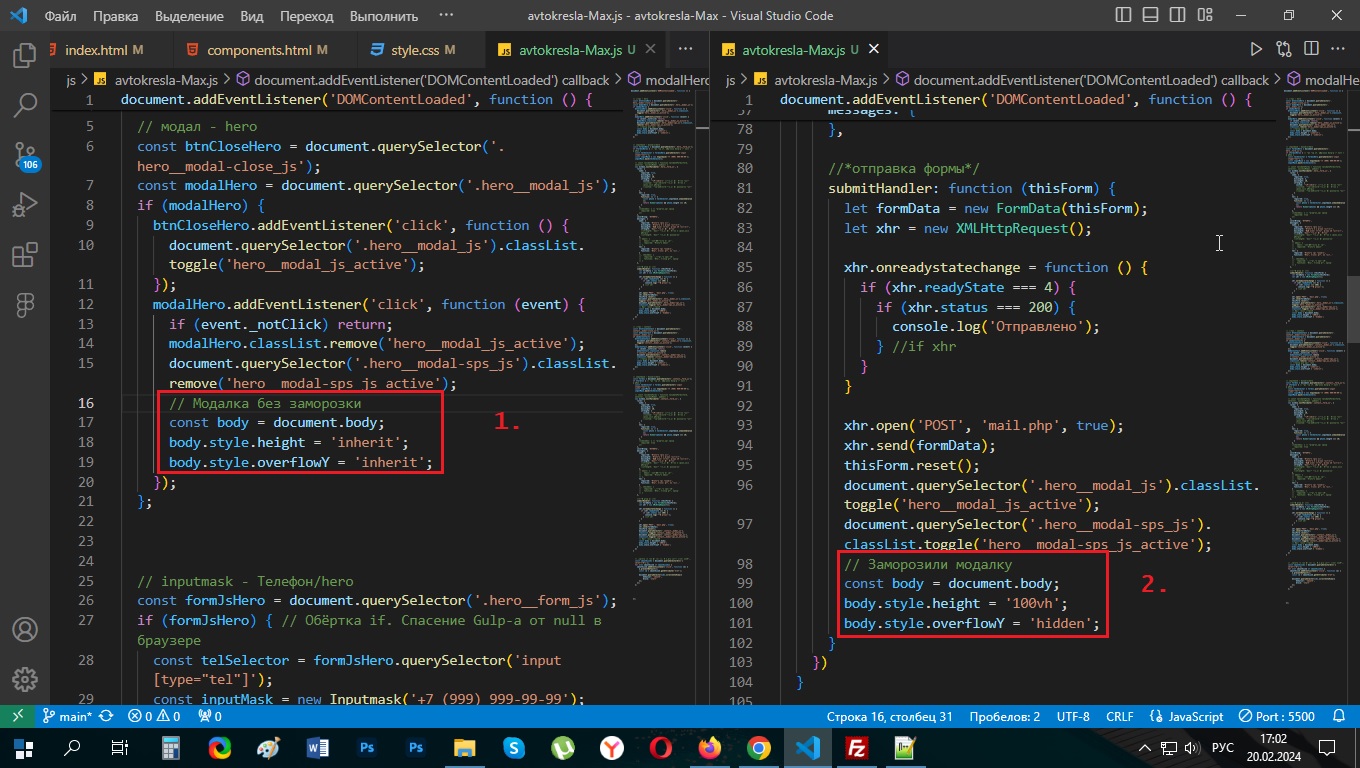 Файл Правка Выделение Вид Переход Выполнить ··· avtokresla-Max.js - avtokresla-Max - Visual Studio Code
index.html M components.html M style.css M avtokresla-Max.js U ···
js > avtokresla-Max.js > document.addEventListener('DOMContentLoaded') callback > modalHero
1 document.addEventListener('DOMContentLoaded', function () {
5 // модал - hero
6 const btnCloseHero = document.querySelector('.
hero__modal-close_js');
7 const modalHero = document.querySelector('.hero__modal_js');
8 if (modalHero) {
9 btnCloseHero.addEventListener('click', function () {
10 document.querySelector('.hero__modal_js').classList.
toggle('hero__modal_js_active');
11 });
12 modalHero.addEventListener('click', function (event) {
13 if (event._notClick) return;
14 modalHero.classList.remove('hero__modal_js_active');
15 document.querySelector('.hero__modal-sps_js').classList.
remove('hero__modal-sps_js_active');
16 // Модалка без заморозки
17 const body = document.body;
18 body.style.height = 'inherit';
19 body.style.overflowY = 'inherit';
20 });
21 };
22
23
24
25 // inputmask - Телефон/hero
26 const formJsHero = document.querySelector('.hero__form_js');
27 if (formJsHero) { // Обёртка if. Спасение Gulp-а от null в
браузере
28 const telSelector = formJsHero.querySelector('input
[type="tel"]');
29 const inputMask = new Inputmask('+7 (999) 999-99-99');
1.
avtokresla-Max.js U ···
js > avtokresla-Max.js > document.addEventListener('DOMContentLoaded') callback > modalHe
1 document.addEventListener('DOMContentLoaded', function () {
57 messages: {
78 },
79
80 //*отправка формы*/
81 submitHandler: function (thisForm) {
82 let formData = new FormData(thisForm);
83 let xhr = new XMLHttpRequest();
84
85 xhr.onreadystatechange = function () {
86 if (xhr.readyState === 4) {
87 if (xhr.status === 200) {
88 console.log('Отправлено');
89 } //if xhr
90 }
91 }
92
93 xhr.open('POST', 'mail.php', true);
94 xhr.send(formData);
95 thisForm.reset();
96 document.querySelector('.hero__modal_js').classList.
toggle('hero__modal_js_active');
97 document.querySelector('.hero__modal-sps_js').
classList.toggle('hero__modal-sps_js_active');
98 // Заморозили модалку
99 const body = document.body;
100 body.style.height = '100vh';
101 body.style.overflowY = 'hidden';
102 }
103 })
104 }
105
2.
106
main* 0 0 0 Строка 16, столбец 31 Пробелов: 2 UTF-8 CRLF JavaScript Port : 5500
Ps Ps РУС 17:02
20.02.2024